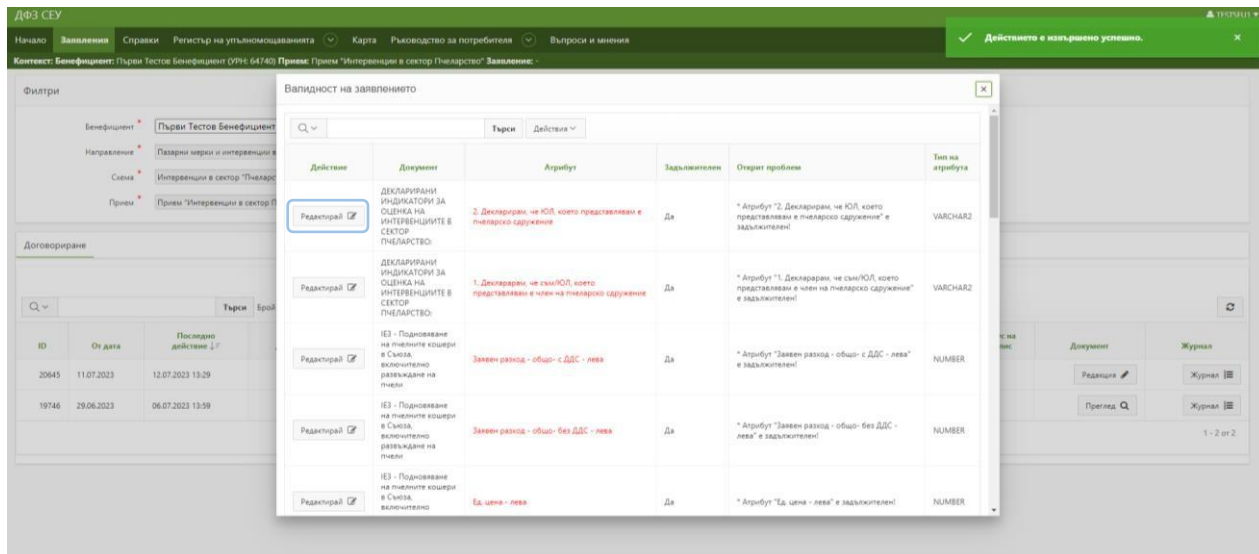 ДФЗ СЕУ
TESTSEU1
Начало Заявления Справки Регистър на упълномощаванията Карта Ръководство за потребителя Въпроси и мнения
Действието е извършено успешно.
Контекст: Бенефициент: Първи Тестов Бенефициент (УРН: 64740) Прием: Прием "Интервенции в сектор Пчеларство" Заявление: -
Филтри
Бенефициент * Първи Тестов Бенефициент
Направление * Пазарни мерки и интервенции в
Схема * Интервенции в сектор "Пчеларс
Прием * Прием "Интервенции в сектор П
Договориране
Търси Брой
ID От дата Последно действие Документ Журнал
20645 11.07.2023 12.07.2023 13:29 Редакция Журнал
19746 29.06.2023 06.07.2023 13:59 Преглед Журнал
1 - 2 от 2
Валидност на заявлението
Търси Действия
Действие Документ Атрибут Задължителен Открит проблем Тип на атрибута
ДЕКЛАРИРАНИ
ИНДИКАТОРИ ЗА
ОЦЕНКА НА
ИНТЕРВЕНЦИИТЕ В
СЕКТОР
ПЧЕЛАРСТВО:
Редактирай
2. Декларирам, че ЮЛ, което представлявам е
пчеларско сдружение
Да
* Атрибут "2. Декларирам, че ЮЛ, което
представлявам е пчеларско сдружение" е
задължителен!
VARCHAR2
ДЕКЛАРИРАНИ
ИНДИКАТОРИ ЗА
ОЦЕНКА НА
ИНТЕРВЕНЦИИТЕ В
СЕКТОР
ПЧЕЛАРСТВО:
Редактирай
1. Декларарам, че съм/ЮЛ, което
представлявам е член на пчеларско сдружение
Да
* Атрибут "1. Декларарам, че съм/ЮЛ, което
представлявам е член на пчеларско сдружение"
е задължителен!
VARCHAR2
IE3 - Подновяване
на пчелните кошери
в Съюза,
включително
развъждане на
пчели
Редактирай
Заявен разход - общо- с ДДС - лева
Да
* Атрибут "Заявен разход - общо- с ДДС - лева"
е задължителен!
NUMBER
IE3 - Подновяване
на пчелните кошери
в Съюза,
включително
развъждане на
пчели
Редактирай
Заявен разход - общо- без ДДС - лева
Да
* Атрибут "Заявен разход - общо- без ДДС -
лева" е задължителен!
NUMBER
IE3 - Подновяване
на пчелните кошери
в Съюза,
включително
Редактирай
Ед. цена - лева
Да
* Атрибут "Ед. цена - лева" е задължителен!
NUMBER